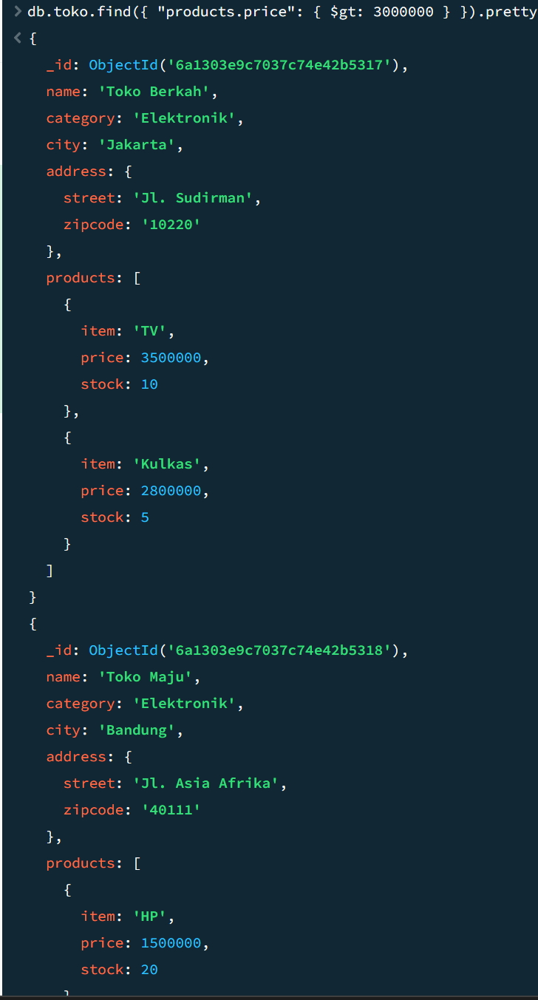 > db.toko.find({ "products.price": { $gt: 3000000 } }).pretty
< {
_id: ObjectId('6a1303e9c7037c74e42b5317'),
name: 'Toko Berkah',
category: 'Elektronik',
city: 'Jakarta',
address: {
street: 'Jl. Sudirman',
zipcode: '10220'
},
products: [
{
item: 'TV',
price: 3500000,
stock: 10
},
{
item: 'Kulkas',
price: 2800000,
stock: 5
}
]
}
{
_id: ObjectId('6a1303e9c7037c74e42b5318'),
name: 'Toko Maju',
category: 'Elektronik',
city: 'Bandung',
address: {
street: 'Jl. Asia Afrika',
zipcode: '40111'
},
products: [
{
item: 'HP',
price: 1500000,
stock: 20